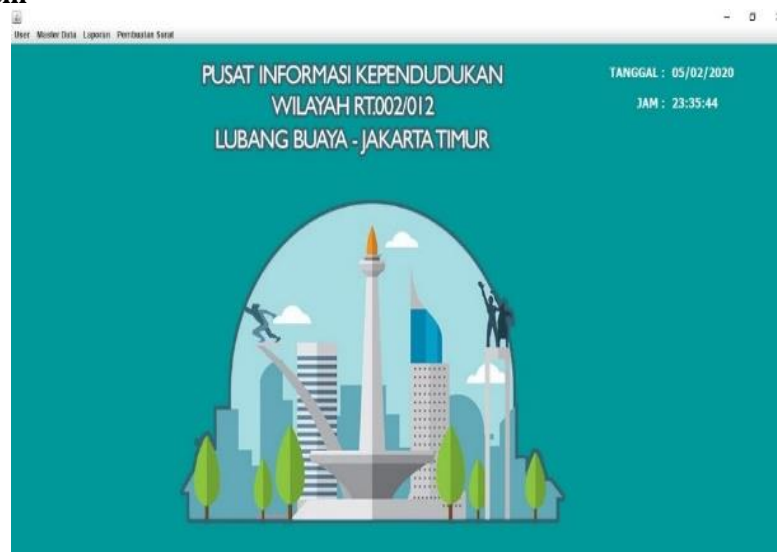 User Master Data Laporan Pembuatan Surat
PUSAT INFORMASI KEPENDUDUKAN
WILAYAH RT.002/012
LUBANG BUAYA - JAKARTA TIMUR
TANGGAL : 05/02/2020
JAM : 23:35:44